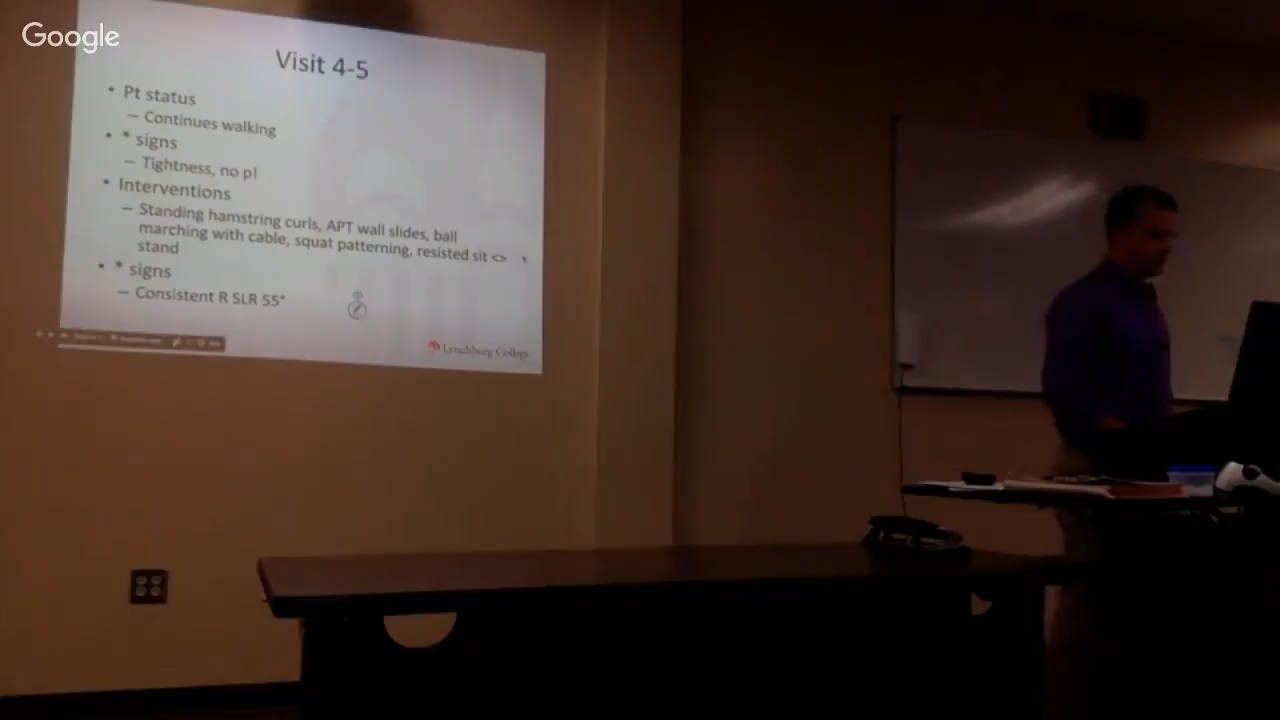 Google
Visit 4-5
• Pt status
– Continues walking
• * signs
– Tightness, no p!
• Interventions
– Standing hamstring curls, APT wall slides, ball
marching with cable, squat patterning, resisted sit <>
stand
• * signs
– Consistent R SLR 55°
Lynchburg College